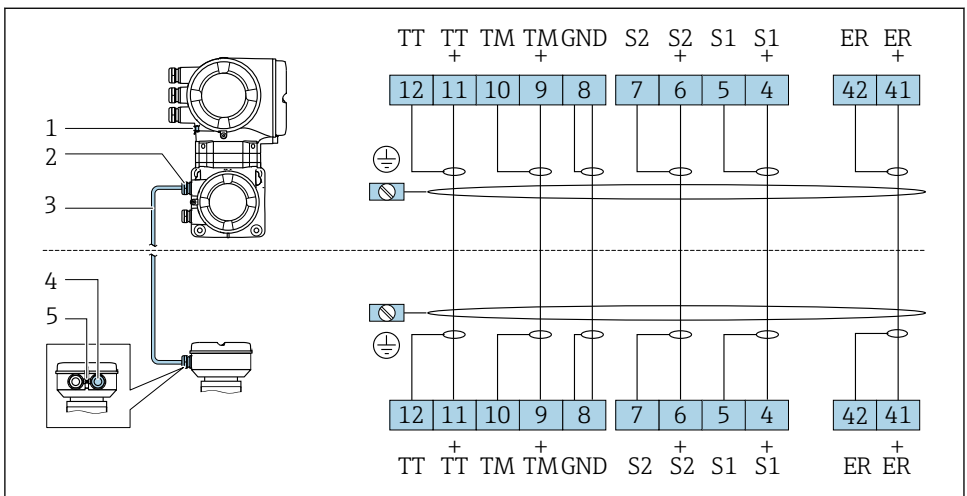 TT TT TM TM GND S2 S2 S1 S1 ER ER
+ + + + +
12 11 10 9 8 7 6 5 4 42 41
1
2
3
4
5
12 11 10 9 8 7 6 5 4 42 41
+ + + + +
TT TT TM TM GND S2 S2 S1 S1 ER ER